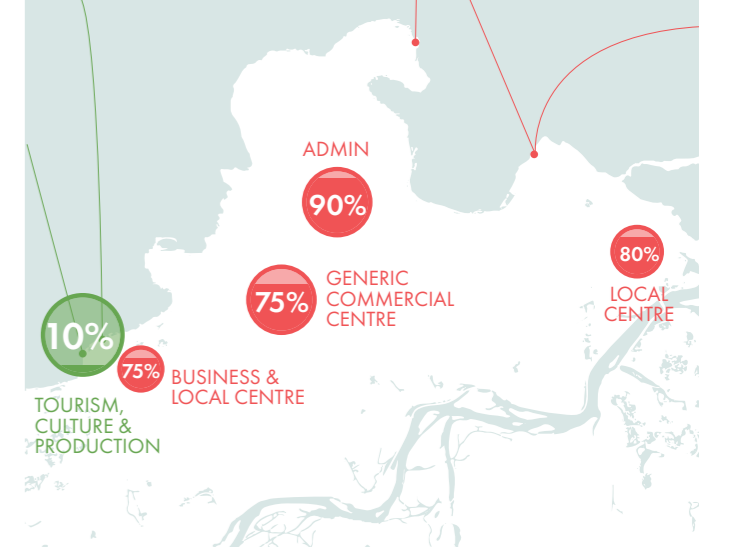 ADMIN
90%
75%
GENERIC
COMMERCIAL
CENTRE
80%
LOCAL
CENTRE
10%
75%
BUSINESS &
LOCAL CENTRE
TOURISM,
CULTURE &
PRODUCTION